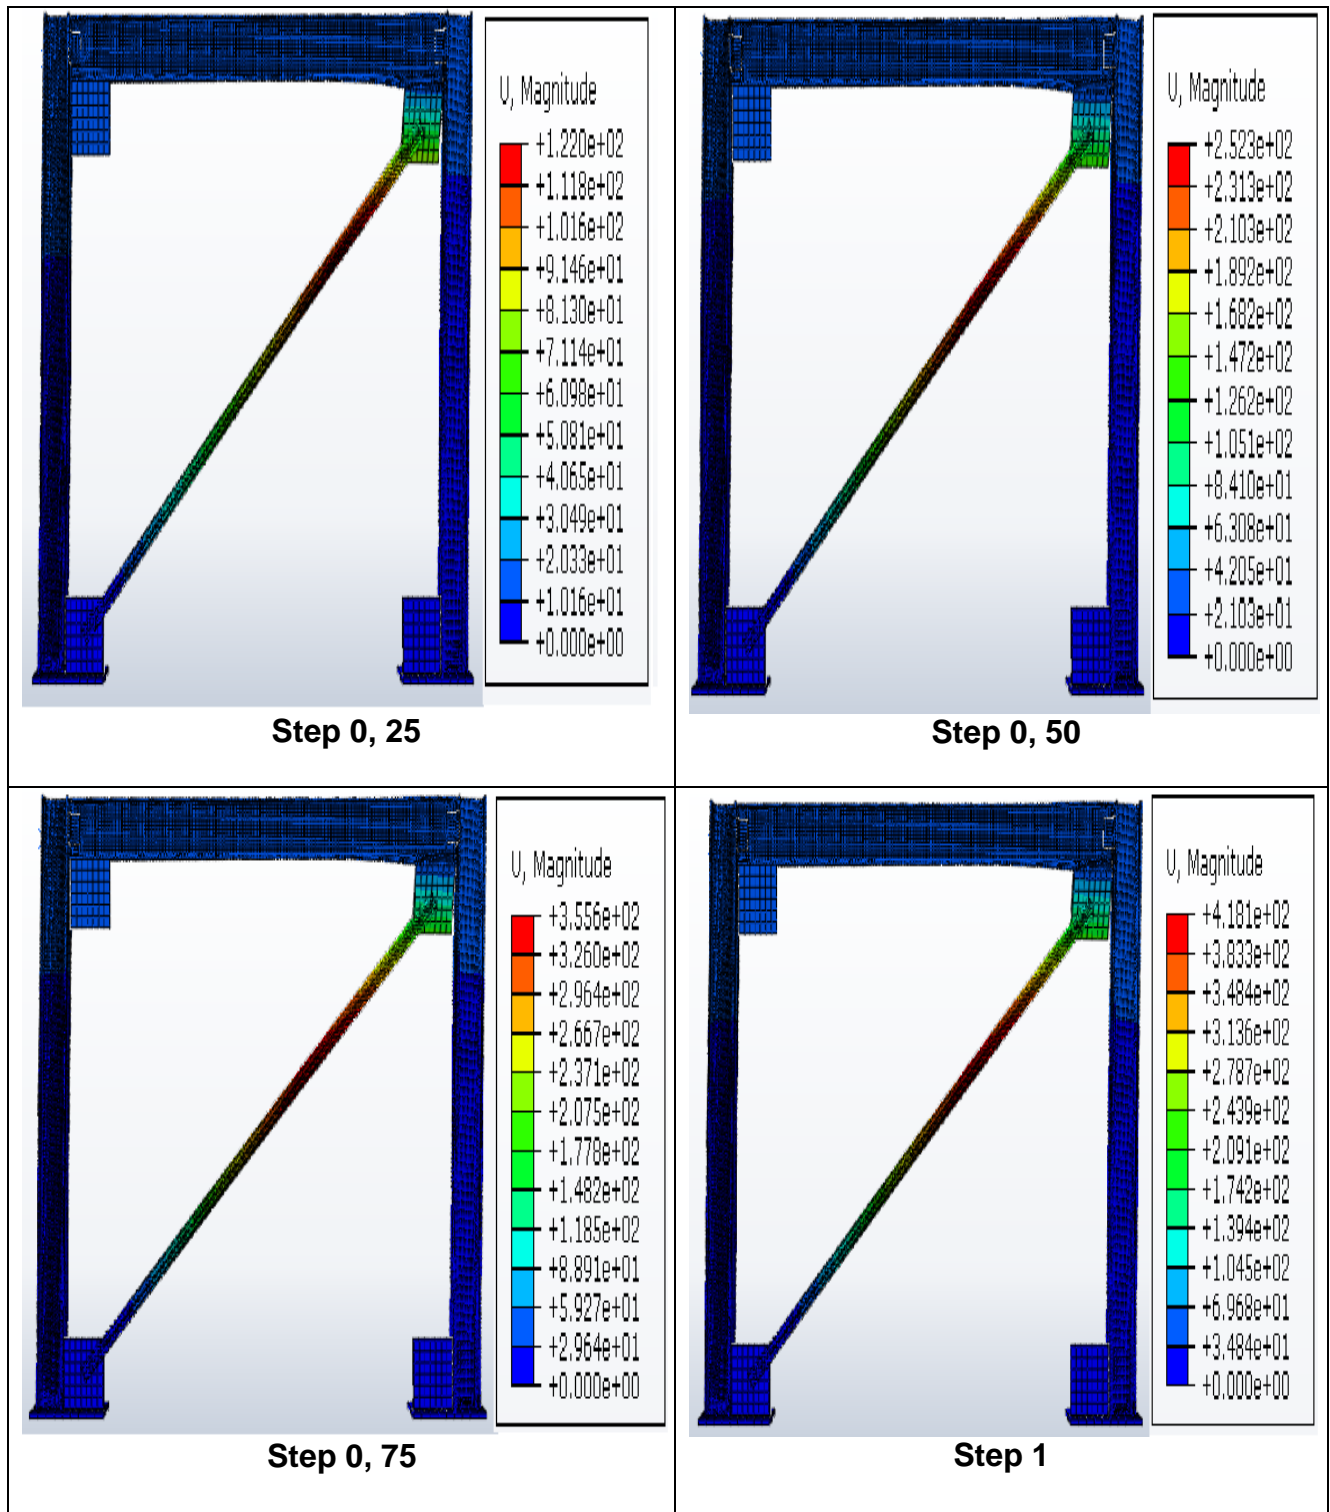 U, Magnitude
+1.220e+02
+1.118e+02
+1.016e+02
+9.146e+01
+8.130e+01
+7.114e+01
+6.098e+01
+5.081e+01
+4.065e+01
+3.049e+01
+2.033e+01
+1.016e+01
+0.000e+00
Step 0, 25
U, Magnitude
+2.523e+02
+2.313e+02
+2.103e+02
+1.892e+02
+1.682e+02
+1.472e+02
+1.262e+02
+1.051e+02
+8.410e+01
+6.308e+01
+4.205e+01
+2.103e+01
+0.000e+00
Step 0, 50
U, Magnitude
+3.556e+02
+3.260e+02
+2.964e+02
+2.667e+02
+2.371e+02
+2.075e+02
+1.778e+02
+1.482e+02
+1.185e+02
+8.891e+01
+5.927e+01
+2.964e+01
+0.000e+00
Step 0, 75
U, Magnitude
+4.181e+02
+3.833e+02
+3.484e+02
+3.136e+02
+2.787e+02
+2.439e+02
+2.091e+02
+1.742e+02
+1.394e+02
+1.045e+02
+6.968e+01
+3.484e+01
+0.000e+00
Step 1